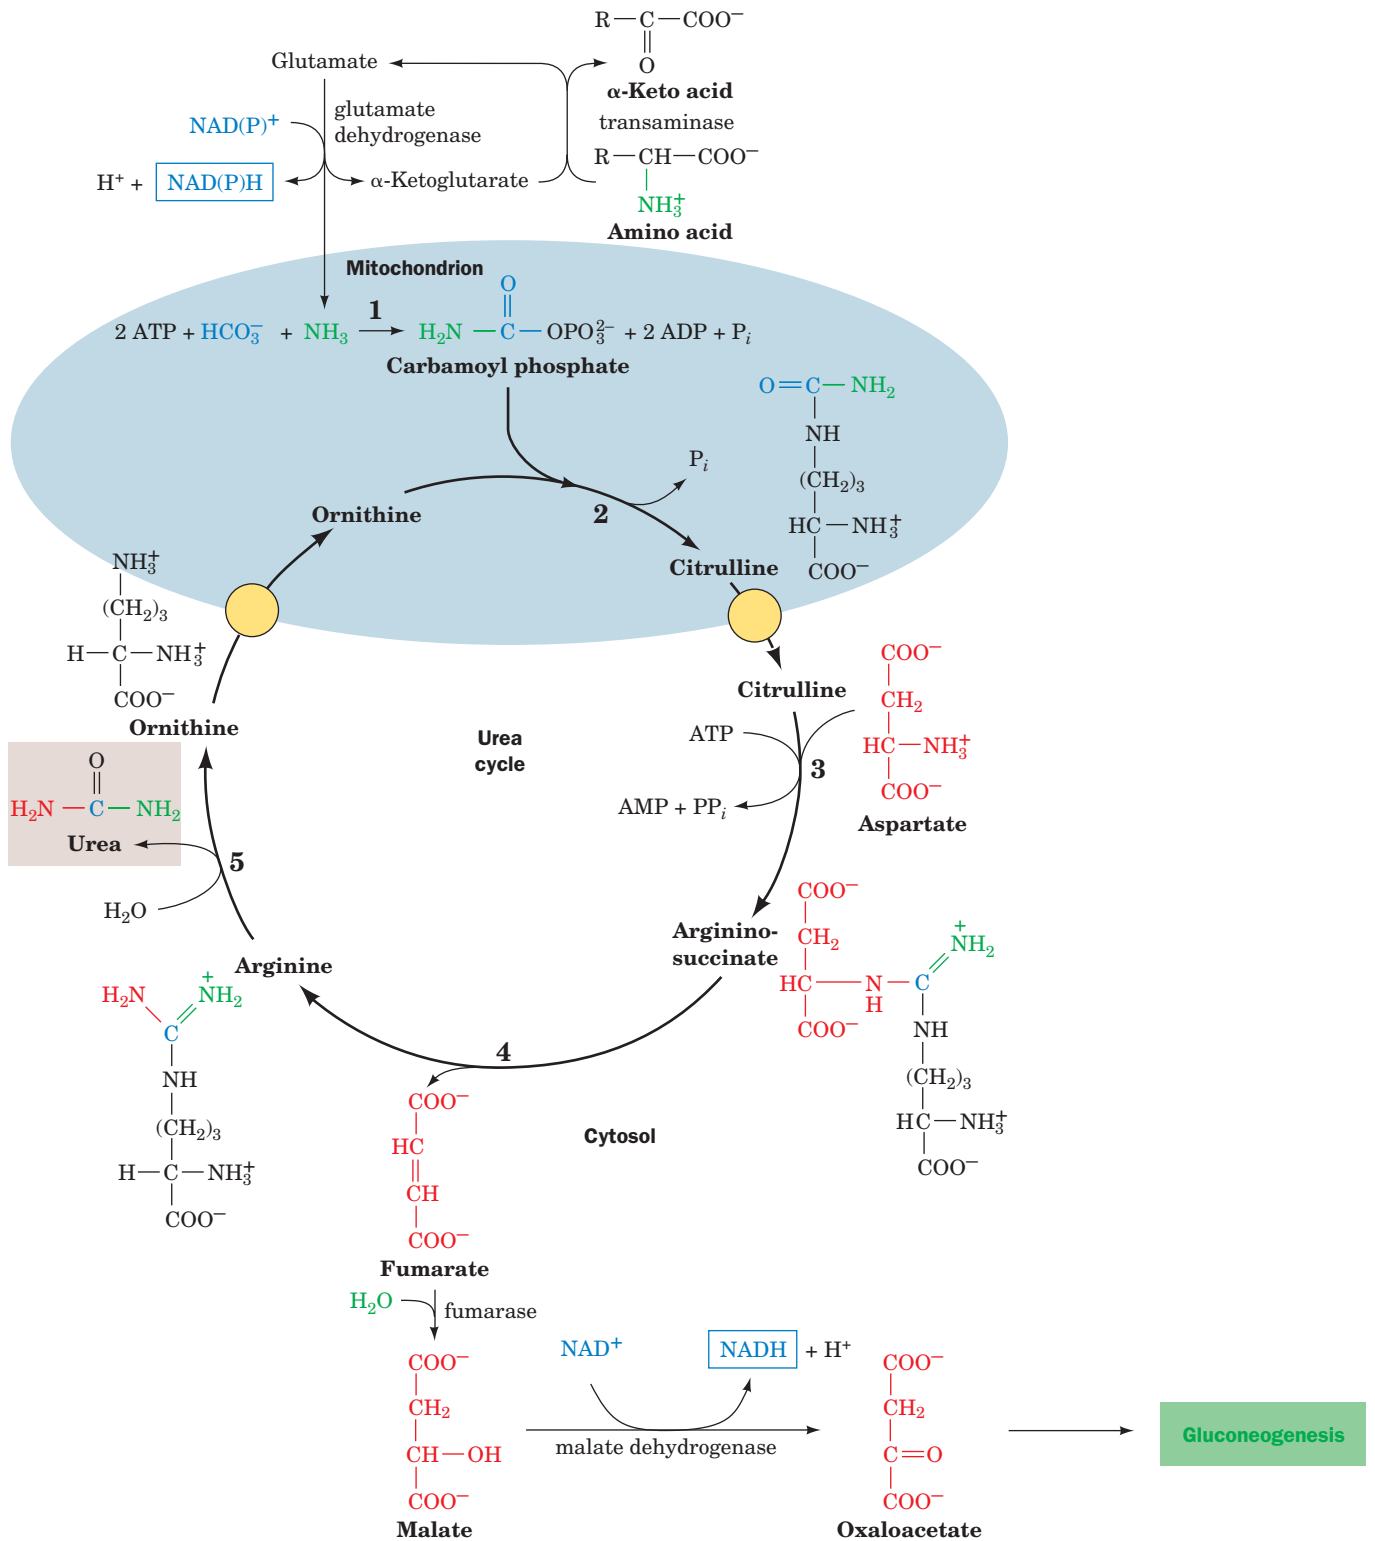 R—C—COO⁻
O
α-Keto acid
Glutamate
glutamate
dehydrogenase
NAD(P)⁺
transaminase
H⁺ + NAD(P)H
α-Ketoglutarate
R—CH—COO⁻
NH₃⁺
Amino acid
Mitochondrion
1
O
2 ATP + HCO₃⁻ + NH₃ H₂N—C—OPO₃²⁻ + 2 ADP + Pᵢ
Carbamoyl phosphate
O=C—NH₂
NH
(CH₂)₃
HC—NH₃⁺
COO⁻
Pᵢ
Ornithine
2
Citrulline
NH₃⁺
(CH₂)₃
H—C—NH₃⁺
COO⁻
Ornithine
Citrulline
COO⁻
CH₂
HC—NH₃⁺
COO⁻
Aspartate
Urea
cycle
ATP
3
AMP + PPᵢ
O
H₂N—C—NH₂
Urea
5
H₂O
Arginino-
succinate
COO⁻
CH₂
HC—N—C
H
COO⁻
+
NH₂
NH
(CH₂)₃
HC—NH₃⁺
COO⁻
Arginine
H₂N
+
NH₂
C
NH
(CH₂)₃
H—C—NH₃⁺
COO⁻
4
COO⁻
HC
CH
COO⁻
Fumarate
Cytosol
H₂O
fumarase
COO⁻
CH₂
CH—OH
COO⁻
Malate
NAD⁺
NADH + H⁺
malate dehydrogenase
COO⁻
CH₂
C=O
COO⁻
Oxaloacetate
Gluconeogenesis